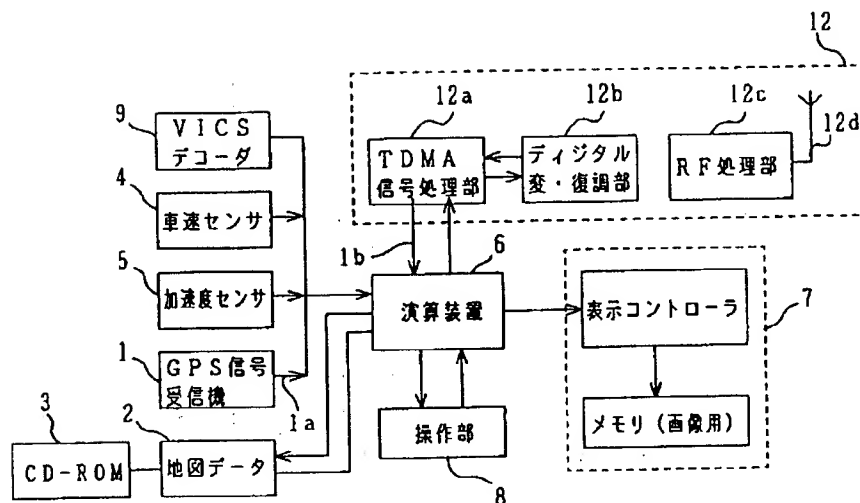 12
12a
12b
12c
12d
TDMA
信号処理部
ディジタル
変・復調部
RF処理部
9
VICS
デコーダ
4
車速センサ
5
加速度センサ
1
GPS信号
受信機
1a
1b
6
演算装置
表示コントローラ
7
メモリ(画像用)
操作部
8
3
CD-ROM
2
地図データ